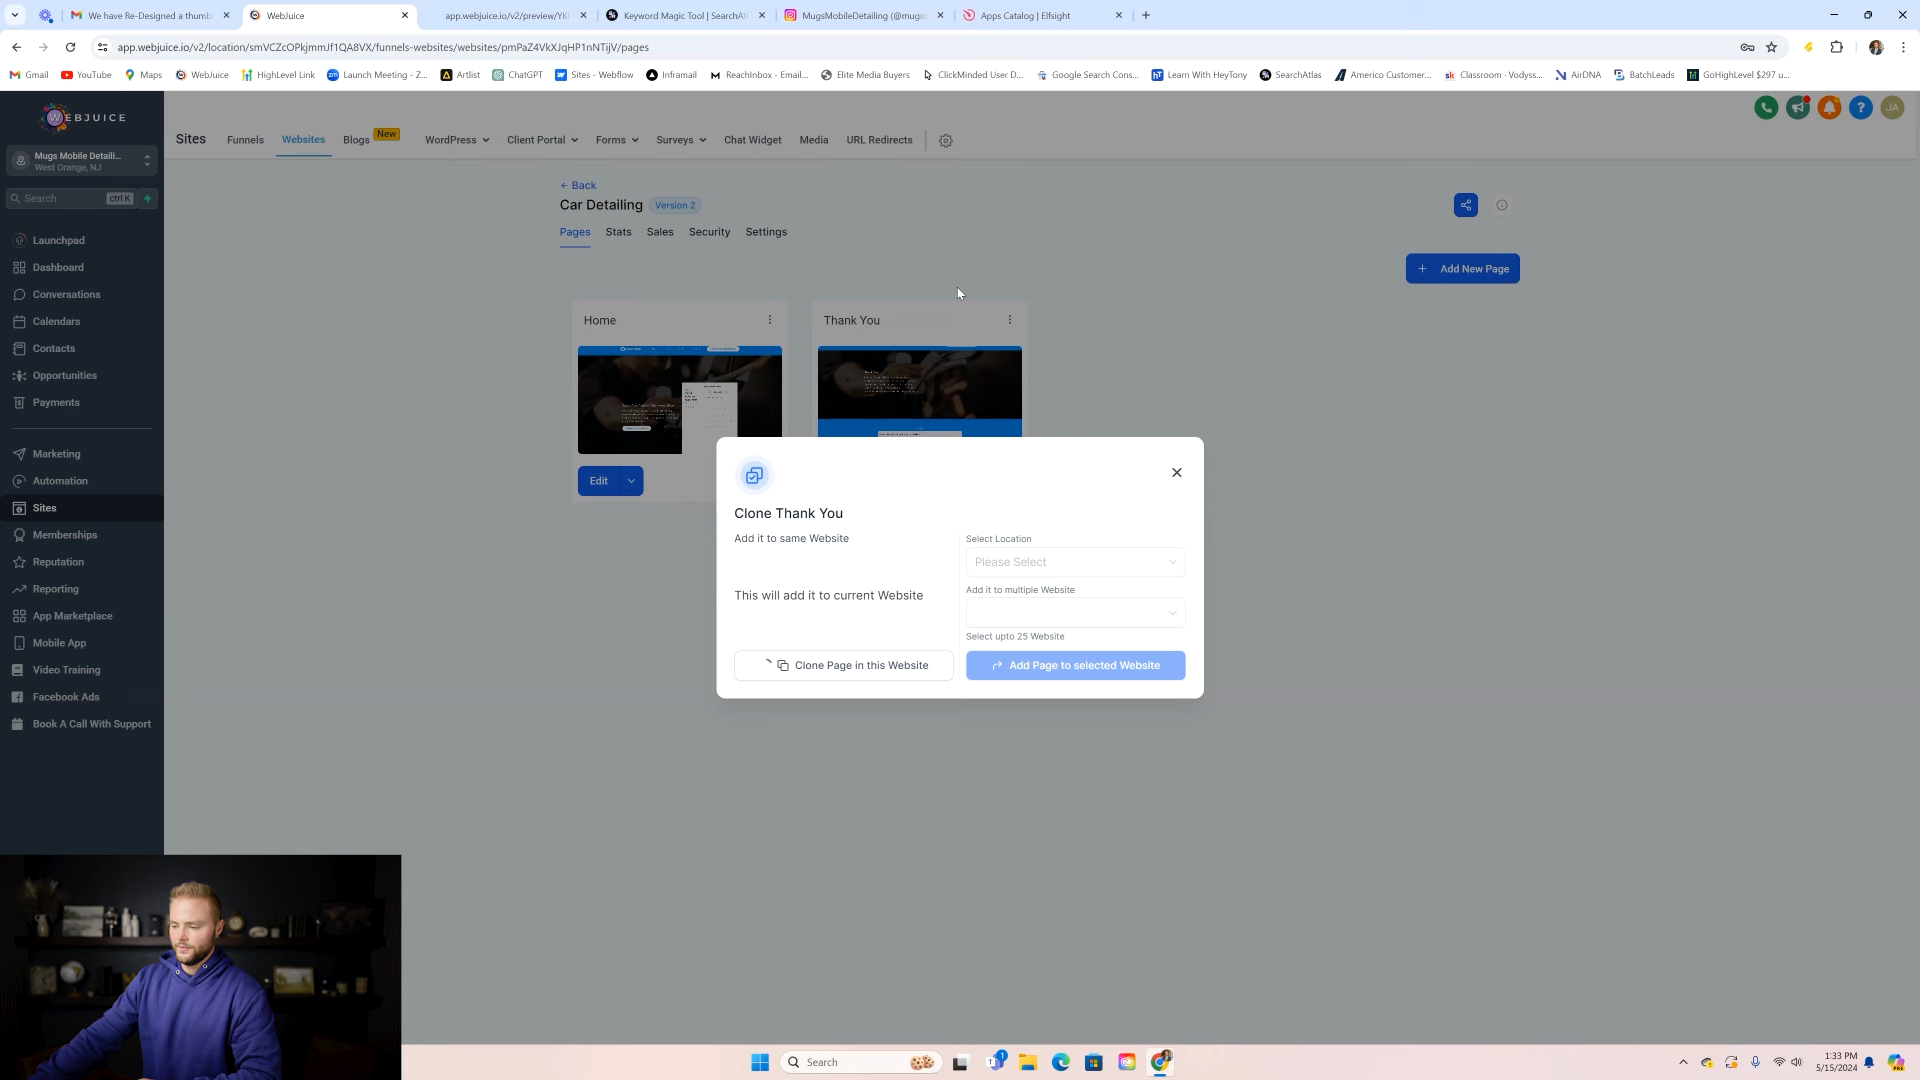 We have Re-Designed a thumb
WebJuice
app.webjuice.io/v2/preview/YKi
Keyword Magic Tool | SearchAtl
MugsMobileDetailing (@mugs
Apps Catalog | Elfsight
app.webjuice.io/v2/location/smVCZcOPkjmmJf1QA8VX/funnels-websites/websites/pmPaZ4VkXJqHP1nNTijV/pages
Gmail
YouTube
Maps
WebJuice
HighLevel Link
Launch Meeting - Z...
Artlist
ChatGPT
Sites - Webflow
Inframail
ReachInbox - Email...
Elite Media Buyers
ClickMinded User D...
Google Search Cons...
Learn With HeyTony
SearchAtlas
Americo Customer...
Classroom · Vodyss...
AirDNA
BatchLeads
GoHighLevel $297 u...
WEBJUICE
Mugs Mobile Detaili...
West Orange, NJ
Search
ctrl K
Launchpad
Dashboard
Conversations
Calendars
Contacts
Opportunities
Payments
Marketing
Automation
Sites
Memberships
Reputation
Reporting
App Marketplace
Mobile App
Video Training
Facebook Ads
Book A Call With Support
Sites
Funnels
Websites
Blogs
New
WordPress
Client Portal
Forms
Surveys
Chat Widget
Media
URL Redirects
JA
← Back
Car Detailing
Version 2
Pages
Stats
Sales
Security
Settings
+ Add New Page
Home
Thank You
Edit
Clone Thank You
Add it to same Website
This will add it to current Website
Clone Page in this Website
Select Location
Please Select
Add it to multiple Website
Select upto 25 Website
Add Page to selected Website
Search
1
1:33 PM
5/15/2024
PRE